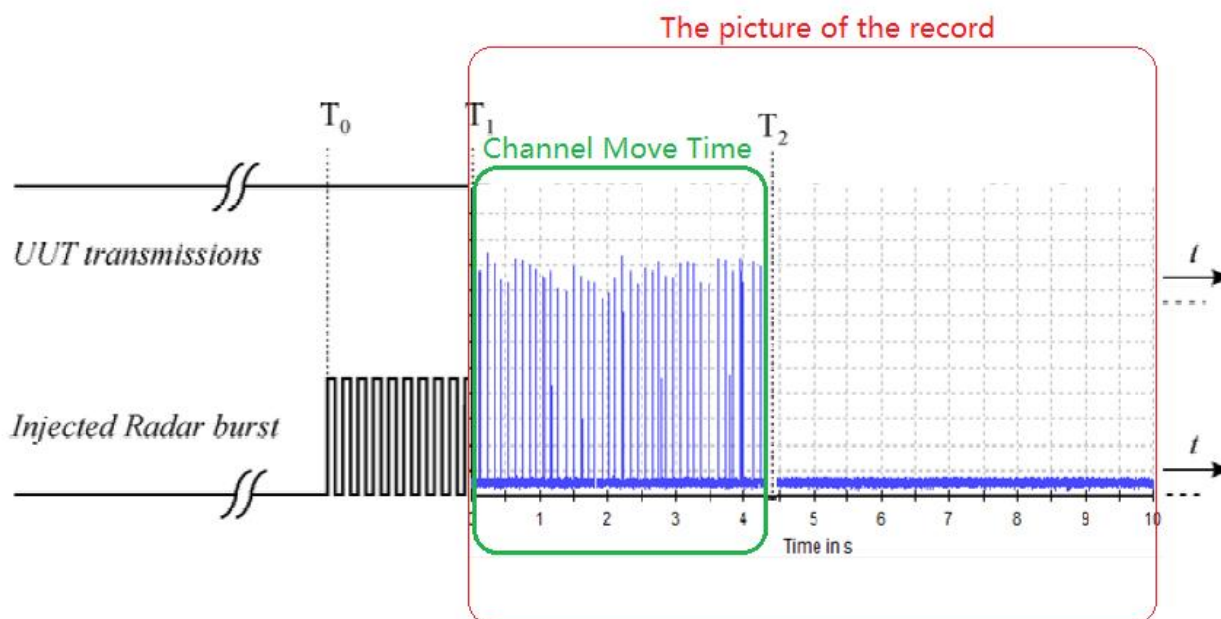 The picture of the record
T0 T1 T2
Channel Move Time
UUT transmissions
t
Injected Radar burst
t
1 2 3 4 5 6 7 8 9 10
Time in s